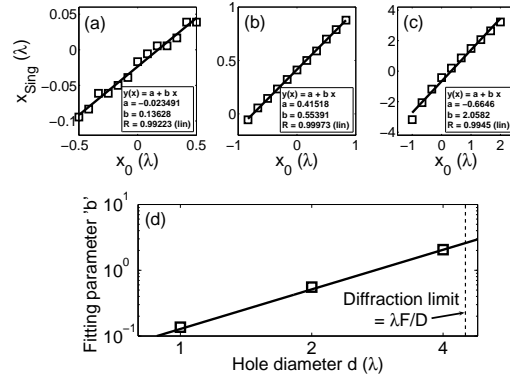 (a)
(b)
(c)
0.05
0
−0.05
−0.1
x_Sing (λ)
y(x) = a + b x
a = −0.023491
b = 0.13628
R = 0.99223 (lin)
−0.5 0 0.5
x_0 (λ)
1
0
y(x) = a + b x
a = 0.41518
b = 0.55391
R = 0.99973 (lin)
−1 0 1
x_0 (λ)
4
2
0
−2
−4
y(x) = a + b x
a = −0.6646
b = 2.0582
R = 0.9945 (lin)
−1 0 1 2
x_0 (λ)
(d)
Fitting parameter 'b'
10^1
10^0
10^−1
Diffraction limit
= λF/D
1 2 4
Hole diameter d (λ)